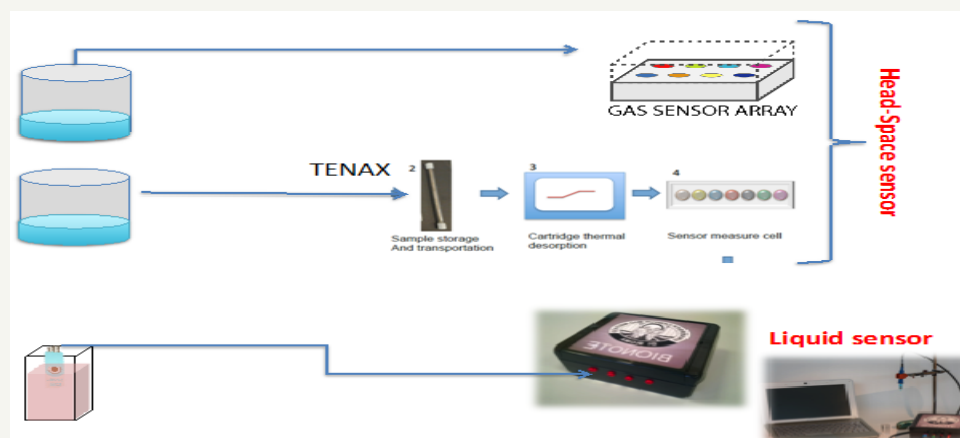 GAS SENSOR ARRAY
Head-Space sensor
TENAX
2
3
4
Sample storage
And transportation
Cartridge thermal
desorption
Sensor measure cell
BIONOTE
Liquid sensor